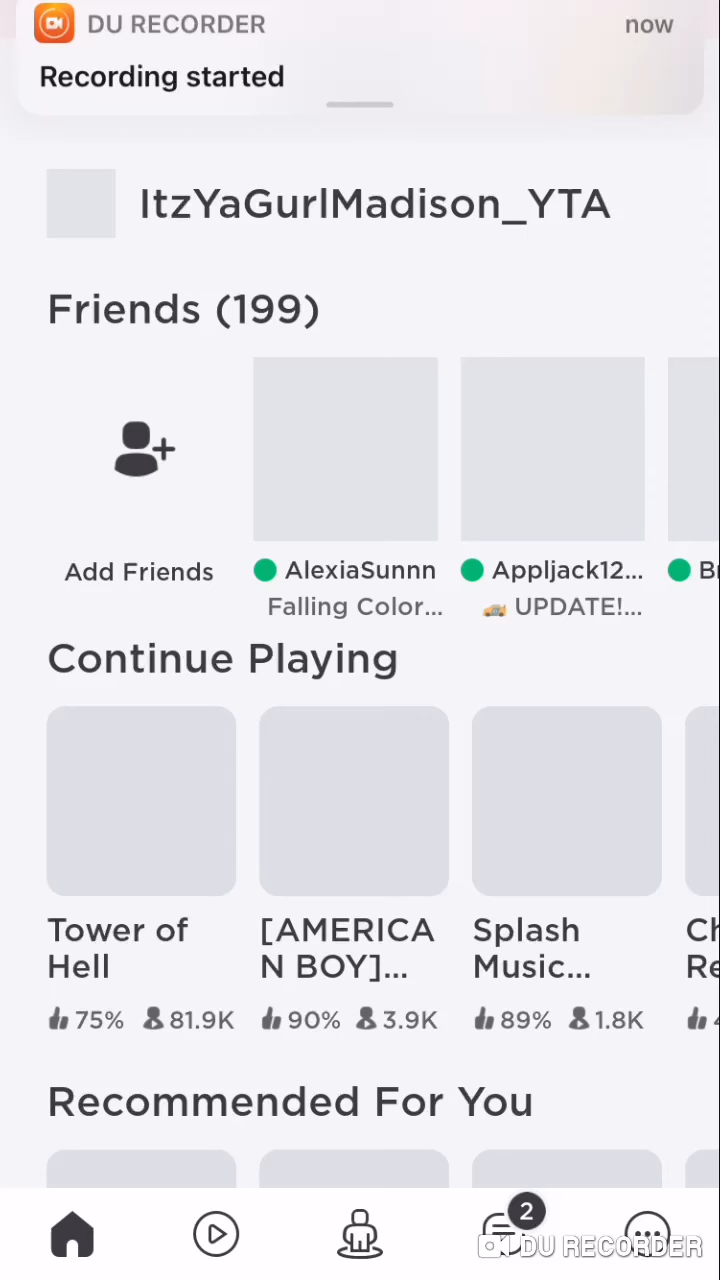 DU RECORDER
now
Recording started
ItzYaGurlMadison_YTA
Friends (199)
Add Friends
AlexiaSunnn
Appljack12...
Falling Color...
UPDATE!...
Continue Playing
Tower of
Hell
[AMERICA
N BOY]...
Splash
Music...
75%
81.9K
90%
3.9K
89%
1.8K
Recommended For You
2
DU RECORDER